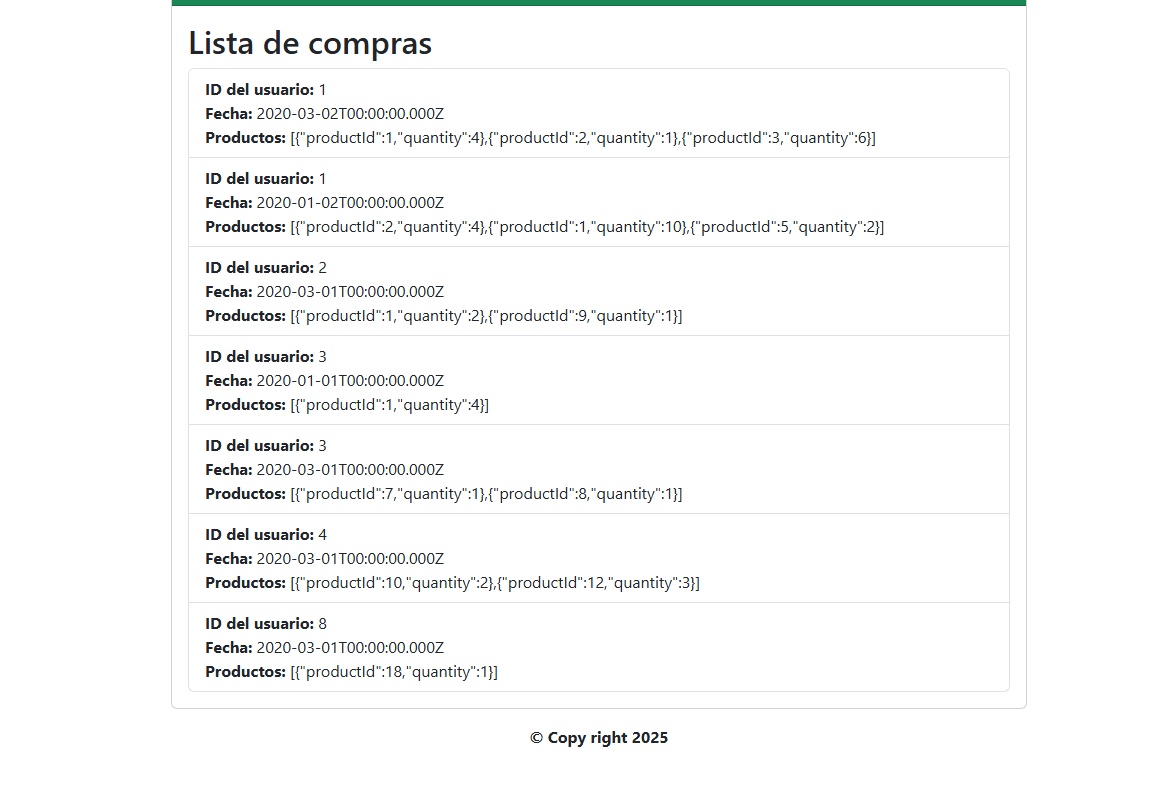 Lista de compras
ID del usuario: 1
Fecha: 2020-03-02T00:00:00.000Z
Productos: [{"productId":1,"quantity":4},{"productId":2,"quantity":1},{"productId":3,"quantity":6}]
ID del usuario: 1
Fecha: 2020-01-02T00:00:00.000Z
Productos: [{"productId":2,"quantity":4},{"productId":1,"quantity":10},{"productId":5,"quantity":2}]
ID del usuario: 2
Fecha: 2020-03-01T00:00:00.000Z
Productos: [{"productId":1,"quantity":2},{"productId":9,"quantity":1}]
ID del usuario: 3
Fecha: 2020-01-01T00:00:00.000Z
Productos: [{"productId":1,"quantity":4}]
ID del usuario: 3
Fecha: 2020-03-01T00:00:00.000Z
Productos: [{"productId":7,"quantity":1},{"productId":8,"quantity":1}]
ID del usuario: 4
Fecha: 2020-03-01T00:00:00.000Z
Productos: [{"productId":10,"quantity":2},{"productId":12,"quantity":3}]
ID del usuario: 8
Fecha: 2020-03-01T00:00:00.000Z
Productos: [{"productId":18,"quantity":1}]
© Copy right 2025